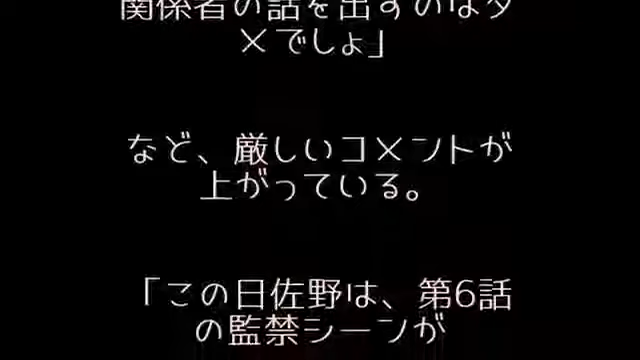 関係者の話を出すのはダ
メでしょ」
など、厳しいコメントが
上がっている。
「この日佐野は、第6話
の監禁シーンが